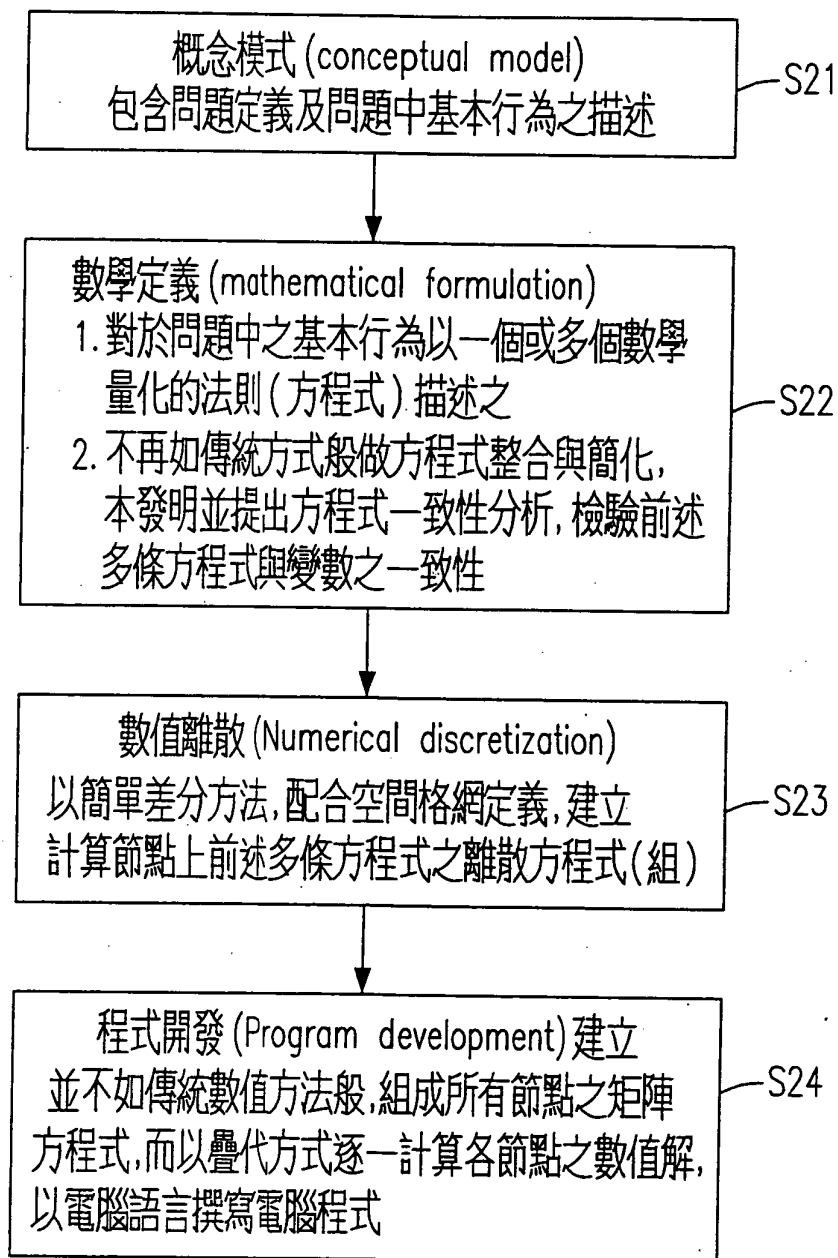 概念模式(conceptual model)
包含問題定義及問題中基本行為之描述
S21
數學定義(mathematical formulation)
1. 對於問題中之基本行為以一個或多個數學
量化的法則(方程式)描述之
2. 不再如傳統方式般做方程式整合與簡化,
本發明並提出方程式一致性分析,檢驗前述
多條方程式與變數之一致性
S22
數值離散(Numerical discretization)
以簡單差分方法,配合空間格網定義,建立
計算節點上前述多條方程式之離散方程式(組)
S23
程式開發(Program development)建立
並不如傳統數值方法般,組成所有節點之矩陣
方程式,而以疊代方式逐一計算各節點之數值解,
以電腦語言撰寫電腦程式
S24